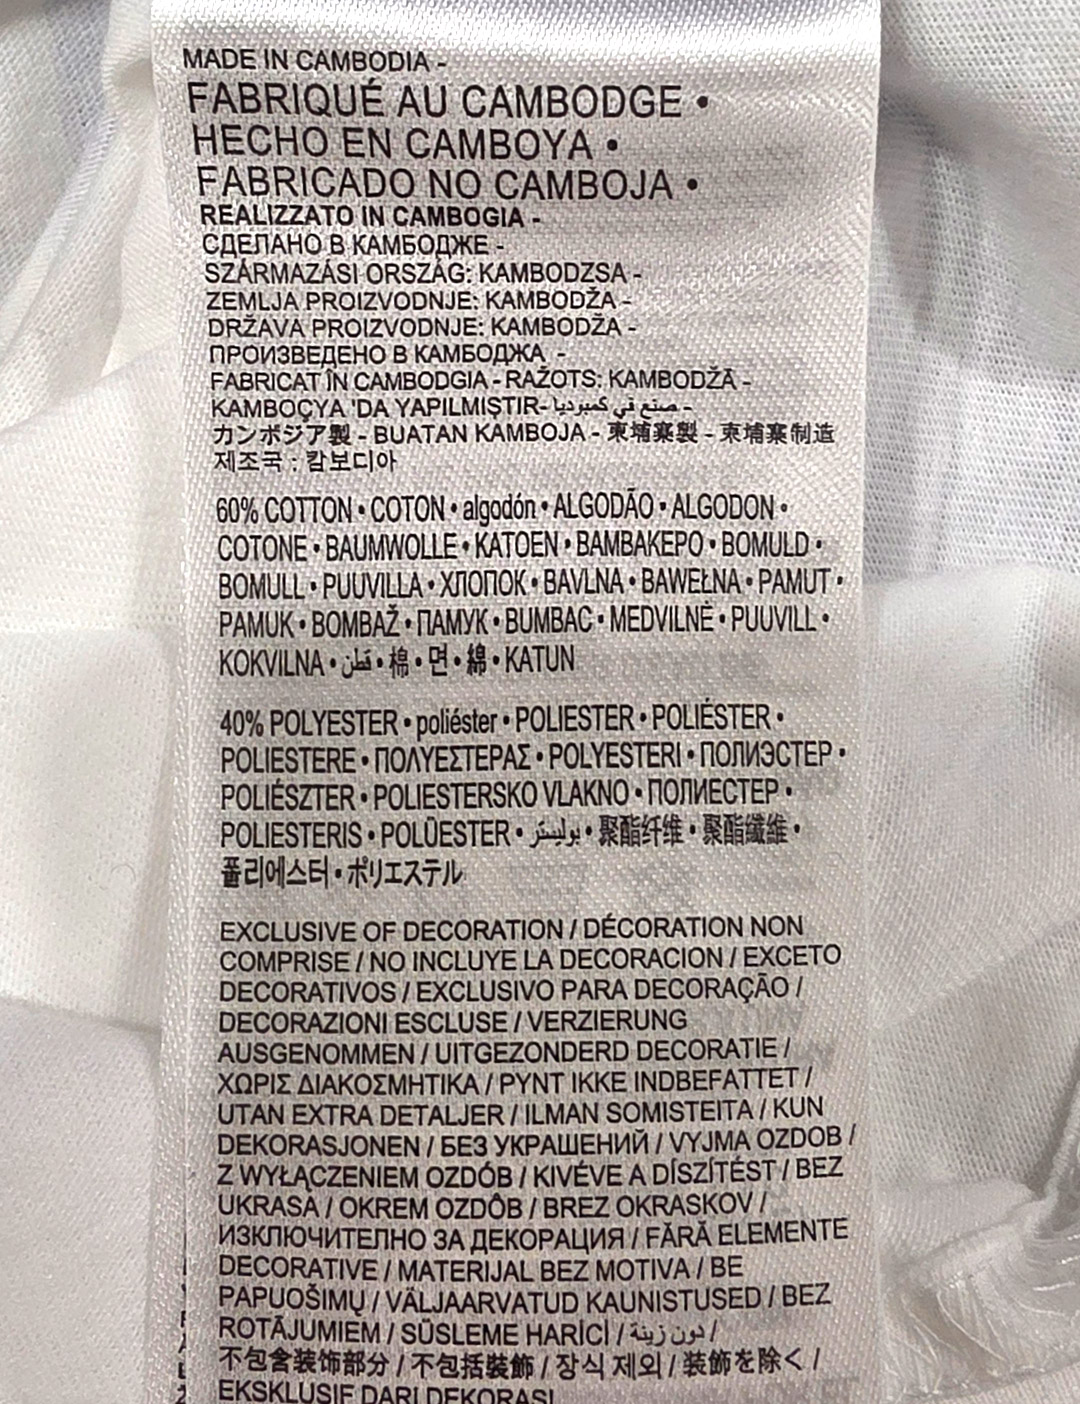 MADE IN CAMBODIA -
FABRIQUÉ AU CAMBODGE •
HECHO EN CAMBOYA •
FABRICADO NO CAMBOJA •
REALIZZATO IN CAMBOGIA -
СДЕЛАНО В КАМБОДЖЕ -
SZÁRMAZÁSI ORSZÁG: KAMBODZSA -
ZEMLJA PROIZVODNJE: KAMBODŽA -
DRŽAVA PROIZVODNJE: KAMBODŽA -
ПРОИЗВЕДЕНО В КАМБОДЖА -
FABRICAT ÎN CAMBODGIA - RAŽOTS: KAMBODŽĀ -
KAMBOÇYA 'DA YAPILMIŞTIR- صنع في كمبوديا -
カンボジア製 - BUATAN KAMBOJA - 柬埔寨製 - 柬埔寨制造
제조국 : 캄보디아
60% COTTON • COTON • algodón • ALGODÃO • ALGODON •
COTONE • BAUMWOLLE • KATOEN • ΒΑΜΒΑΚΕΡΟ • BOMULD •
BOMULL • PUUVILLA • ХЛОПОК • BAVLNA • BAWEŁNA • PAMUT •
PAMUK • BOMBAŽ • ПАМУК • BUMBAC • MEDVILNĖ • PUUVILL •
KOKVILNA • قطن • 棉 • 면 • 綿 • KATUN
40% POLYESTER • poliéster • POLIESTER • POLIÉSTER •
POLIESTERE • ΠΟΛΥΕΣΤΕΡΑΣ • POLYESTERI • ПОЛИЭСТЕР •
POLIÉSZTER • POLIESTERSKO VLAKNO • ПОЛИЕСТЕР •
POLIESTERIS • POLÜESTER • بوليستر • 聚酯纤维 • 聚酯纖維 •
폴리에스터 • ポリエステル
EXCLUSIVE OF DECORATION / DÉCORATION NON
COMPRISE / NO INCLUYE LA DECORACION / EXCETO
DECORATIVOS / EXCLUSIVO PARA DECORAÇÃO /
DECORAZIONI ESCLUSE / VERZIERUNG
AUSGENOMMEN / UITGEZONDERD DECORATIE /
ΧΩΡΙΣ ΔΙΑΚΟΣΜΗΤΙΚΑ / PYNT IKKE INDBEFATTET /
UTAN EXTRA DETALJER / ILMAN SOMISTEITA / KUN
DEKORASJONEN / БЕЗ УКРАШЕНИЙ / VYJMA OZDOB /
Z WYŁĄCZENIEM OZDÓB / KIVÉVE A DÍSZÍTÉST / BEZ
UKRASA / OKREM OZDÔB / BREZ OKRASKOV /
ИЗКЛЮЧИТЕЛНО ЗА ДЕКОРАЦИЯ / FĂRĂ ELEMENTE
DECORATIVE / MATERIJAL BEZ MOTIVA / BE
PAPUOŠIMŲ / VÄLJAARVATUD KAUNISTUSED / BEZ
ROTĀJUMIEM / SÜSLEME HARİCİ / دون زينة /
不包含装饰部分 / 不包括裝飾 / 장식 제외 / 装飾を除く /
EKSKLUSIF DARI DEKORASI